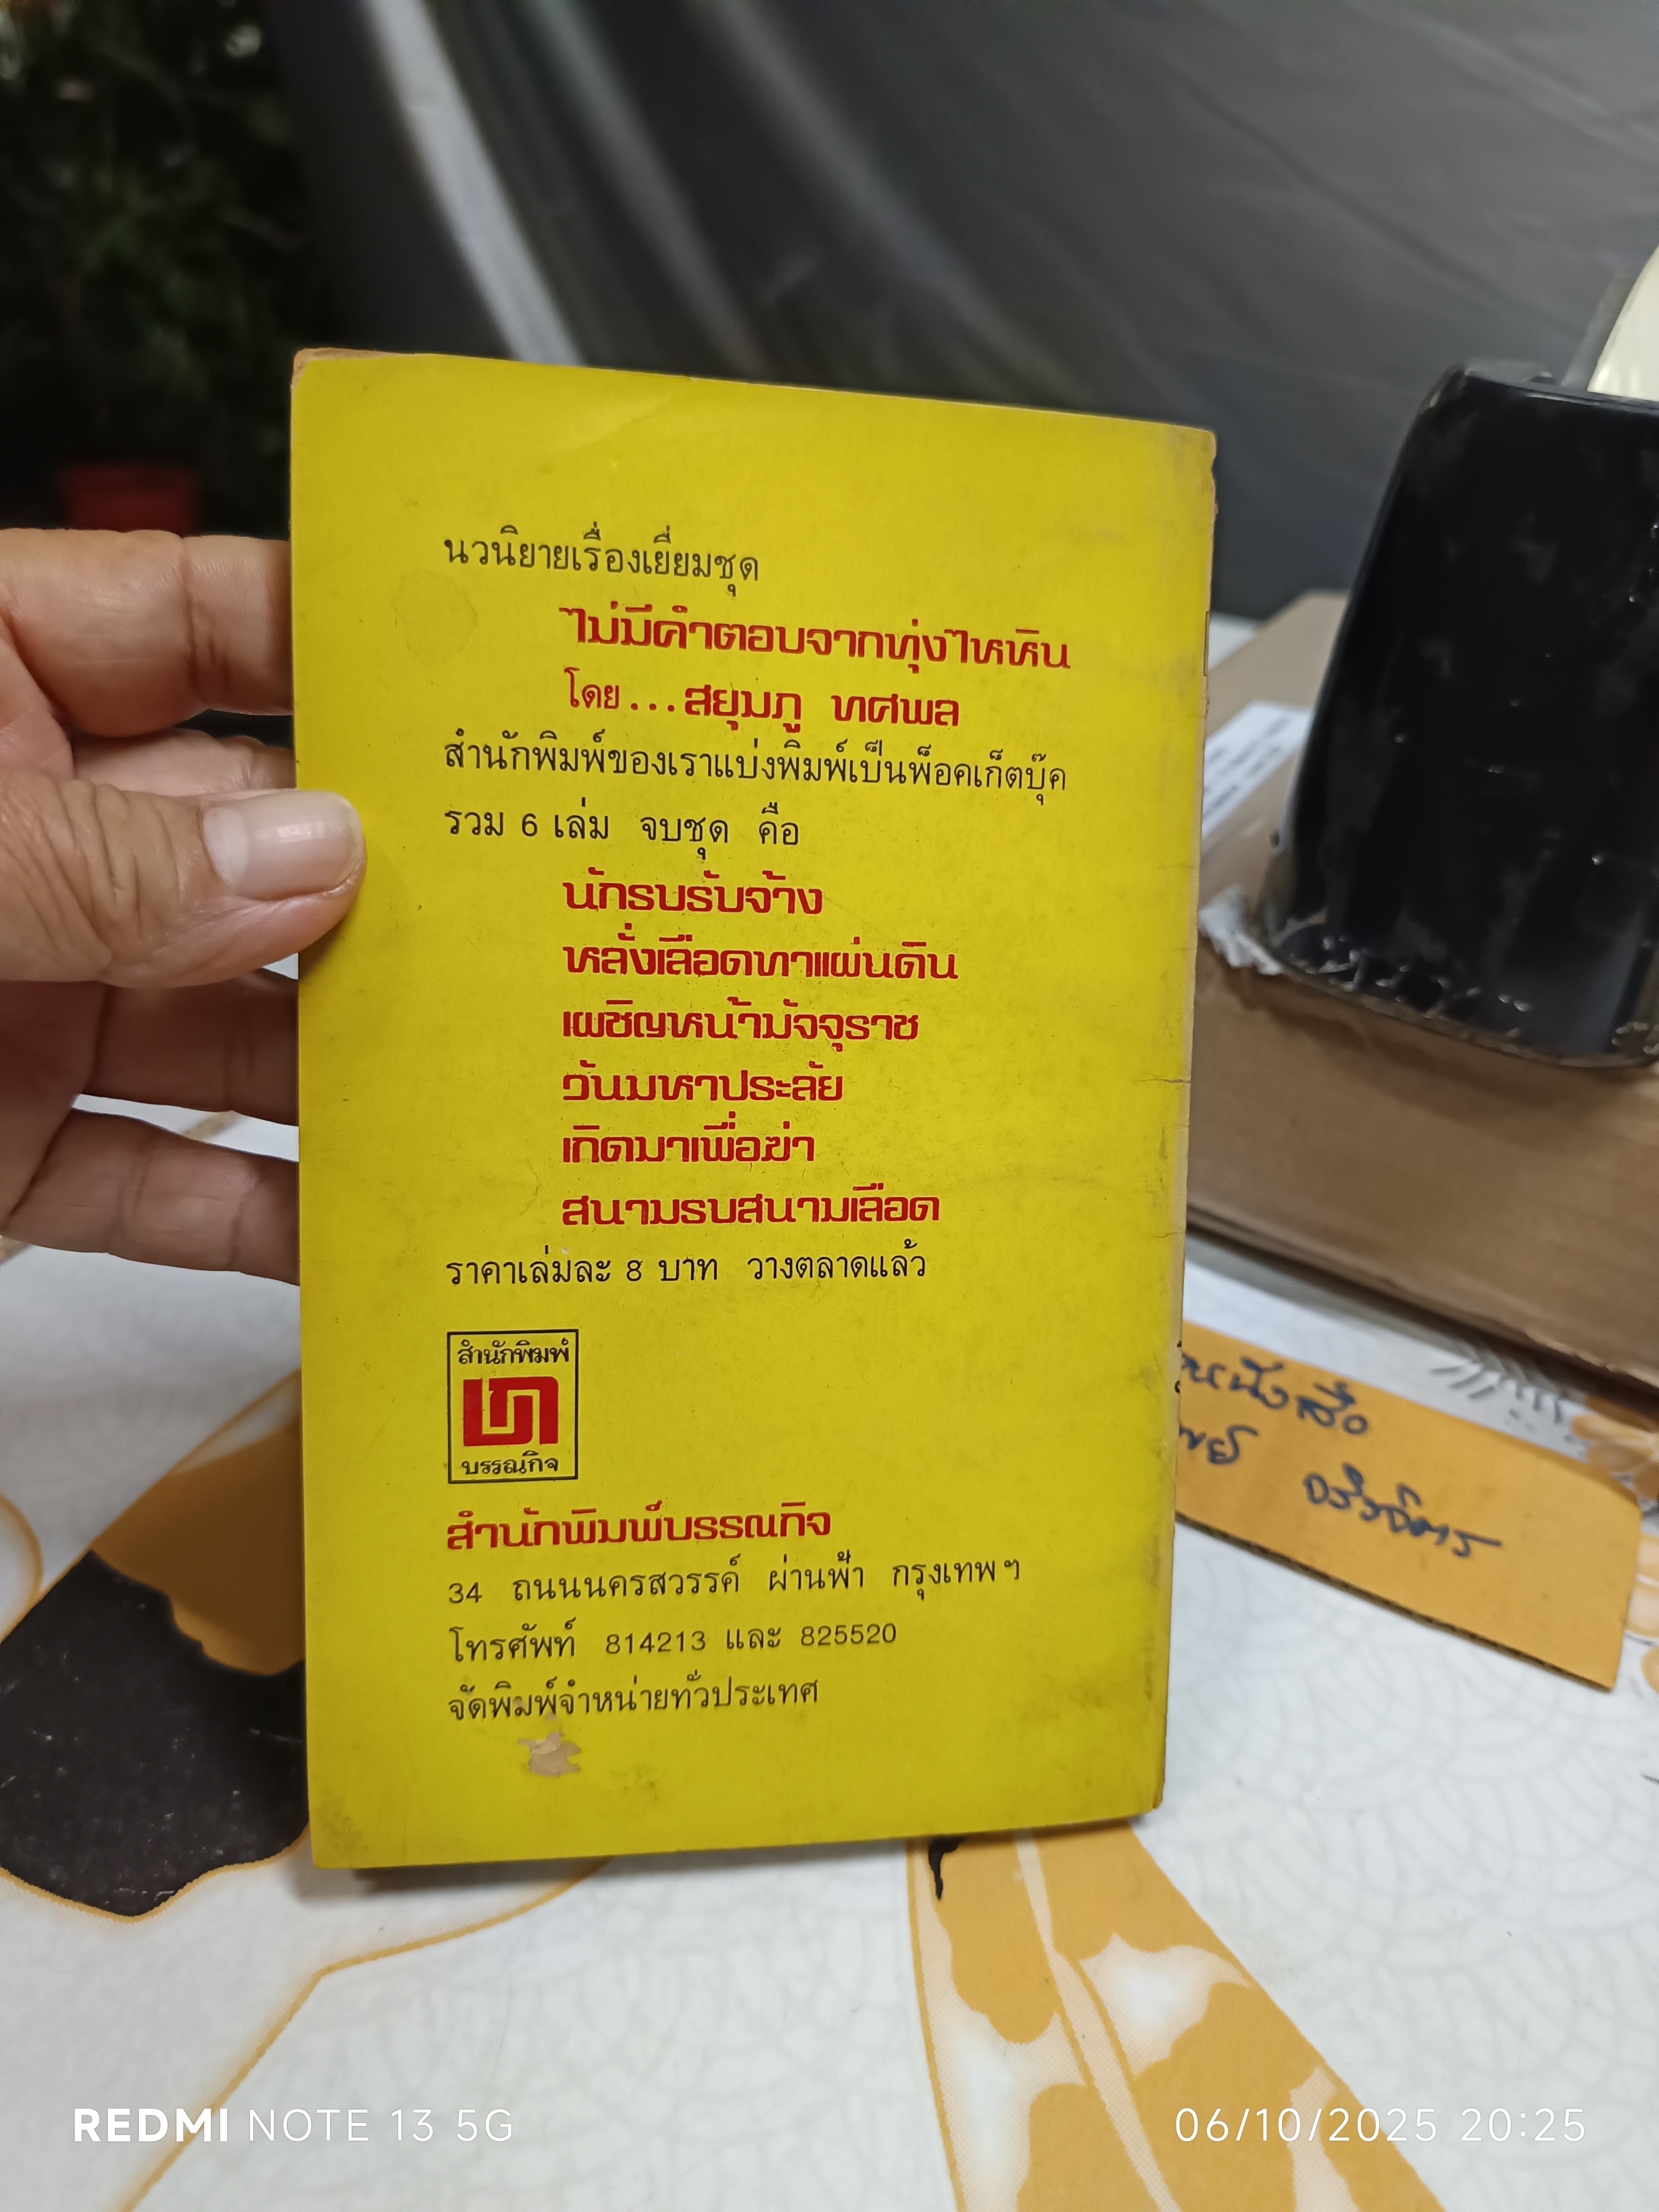 นวนิยายเรื่องเยี่ยมชุด
ไม่มีคำตอบจากทุ่งไหหิน
โดย...สยุมภู ทศพล
สำนักพิมพ์ของเราแบ่งพิมพ์เป็นพ็อคเก็ตบุ๊ค
รวม 6 เล่ม จบชุด คือ
นักรบรับจ้าง
หลั่งเลือดทาแผ่นดิน
เผชิญหน้ามัจจุราช
วันมหาประลัย
เกิดมาเพื่อฆ่า
สนามรบสนามเลือด
ราคาเล่มละ 8 บาท วางตลาดแล้ว
สำนักพิมพ์
บรรณกิจ
สำนักพิมพ์บรรณกิจ
34 ถนนนครสวรรค์ ผ่านฟ้า กรุงเทพฯ
โทรศัพท์ 814213 และ 825520
จัดพิมพ์จำหน่ายทั่วประเทศ
หนังสือ
REDMI NOTE 13 5G
06/10/2025 20:25